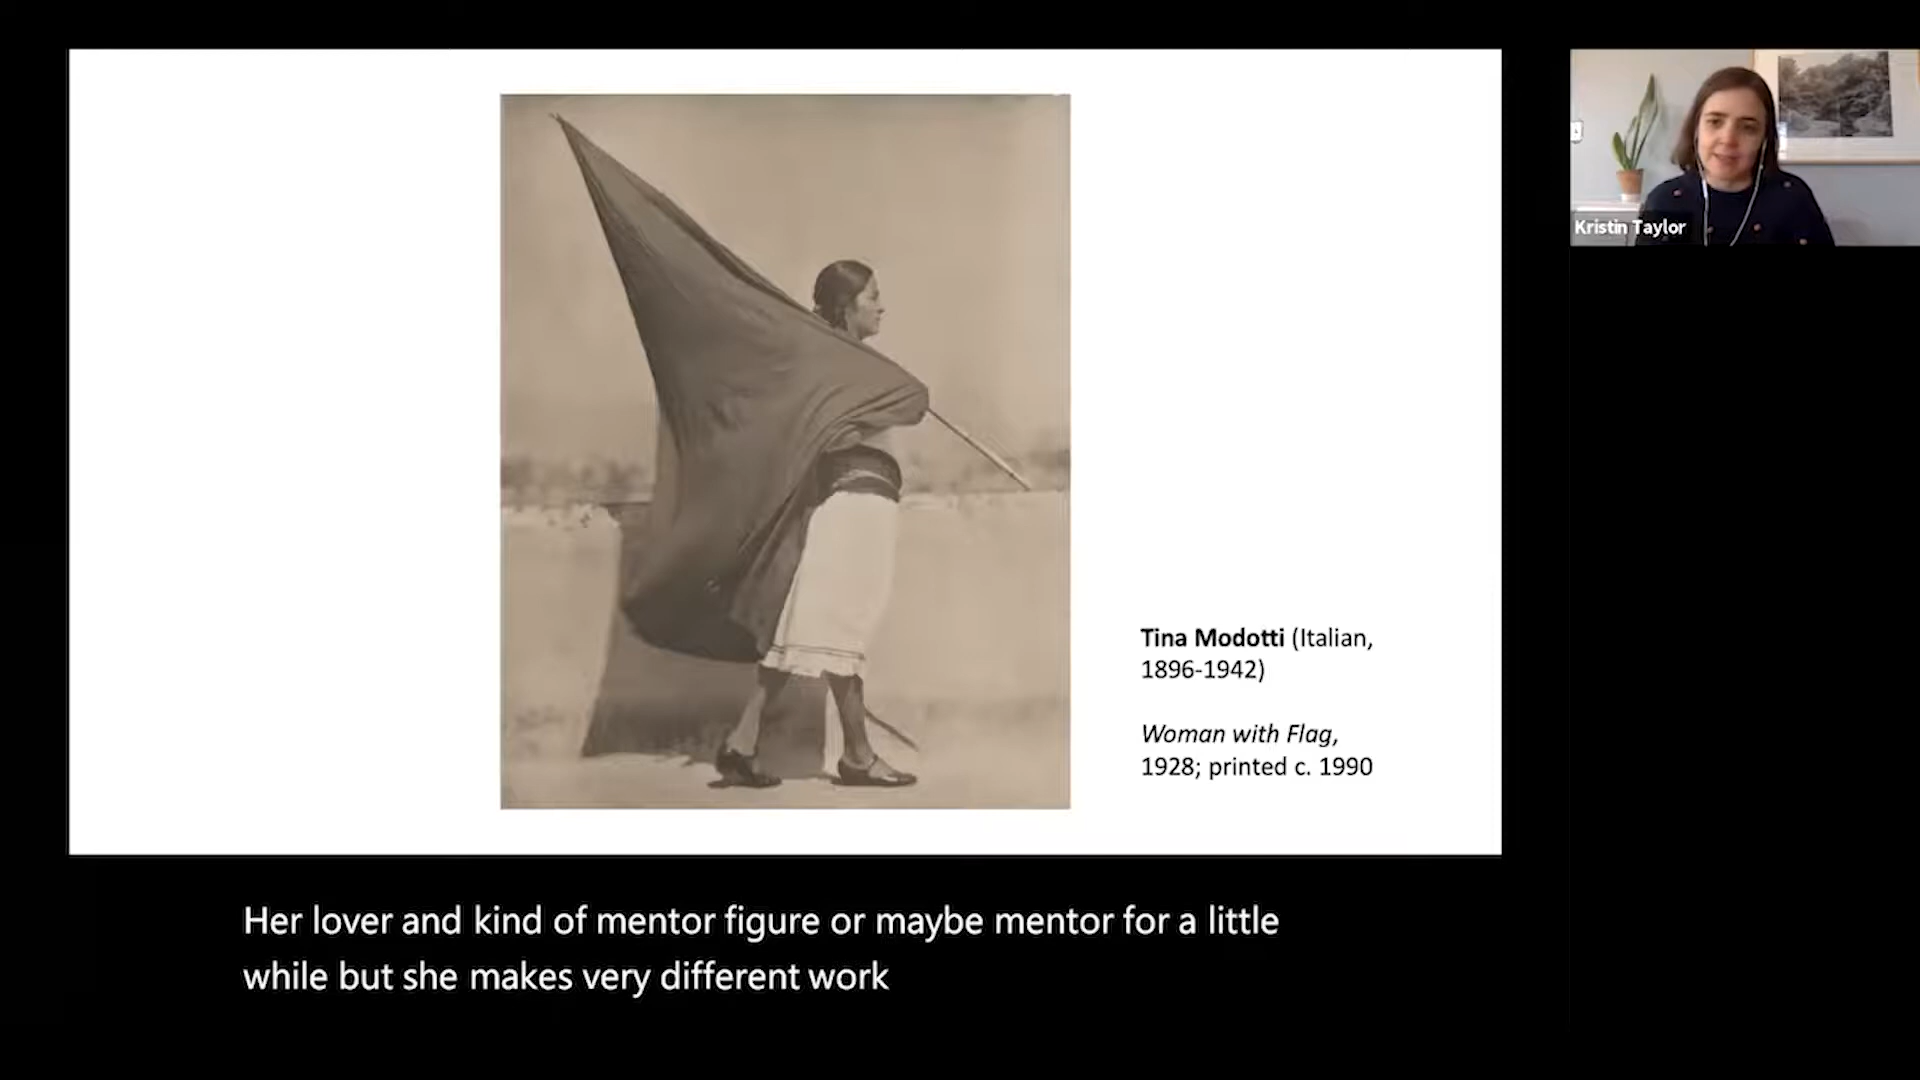 Kristin Taylor
Tina Modotti (Italian,
1896-1942)
Woman with Flag,
1928; printed c. 1990
Her lover and kind of mentor figure or maybe mentor for a little
while but she makes very different work